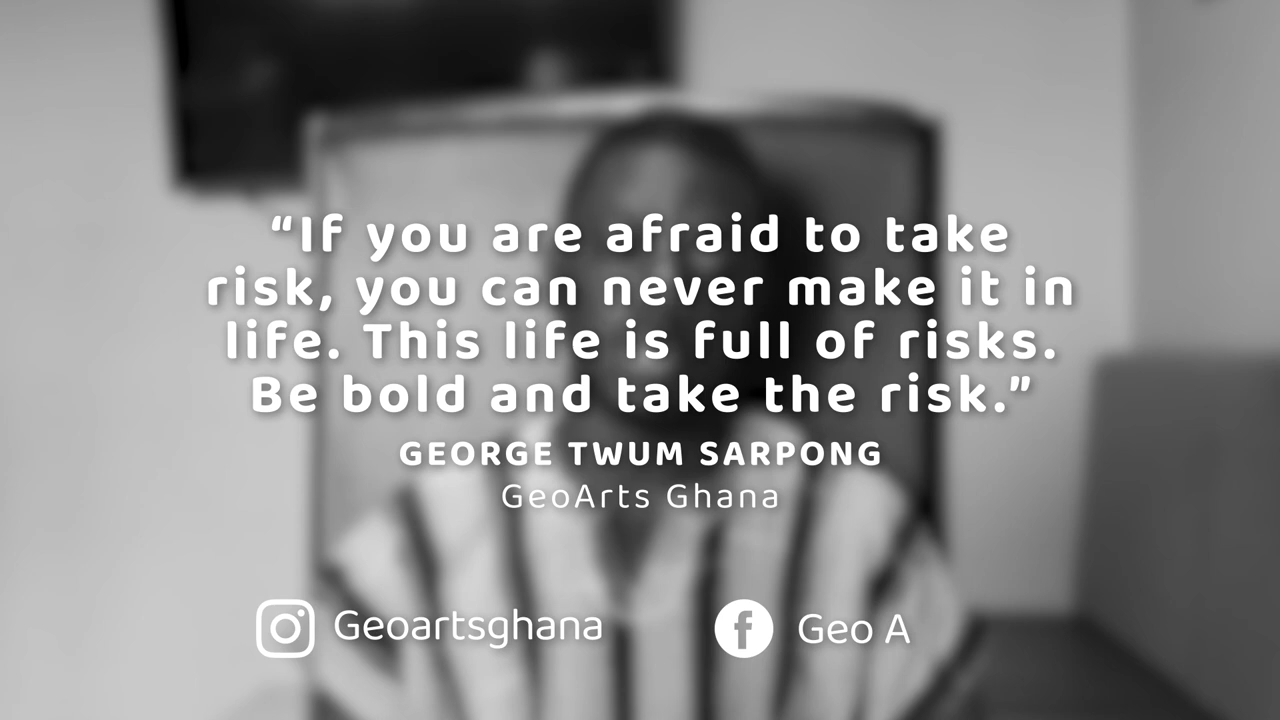 “If you are afraid to take
risk, you can never make it in
life. This life is full of risks.
Be bold and take the risk.”
GEORGE TWUM SARPONG
GeoArts Ghana
Geoartsghana
Geo A